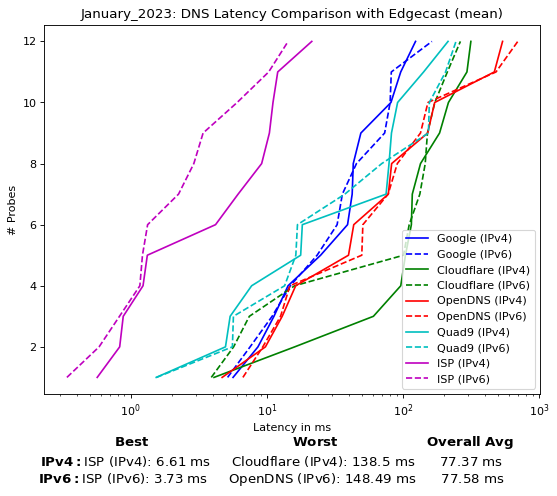 January_2023: DNS Latency Comparison with Edgecast (mean)
12
10
8
6
4
2
# Probes
Google (IPv4)
Google (IPv6)
Cloudflare (IPv4)
Cloudflare (IPv6)
OpenDNS (IPv4)
OpenDNS (IPv6)
Quad9 (IPv4)
Quad9 (IPv6)
ISP (IPv4)
ISP (IPv6)
10⁰ 10¹ 10² 10³
Latency in ms
Best Worst Overall Avg
IPv4: ISP (IPv4): 6.61 ms Cloudflare (IPv4): 138.5 ms 77.37 ms
IPv6: ISP (IPv6): 3.73 ms OpenDNS (IPv6): 148.49 ms 77.58 ms